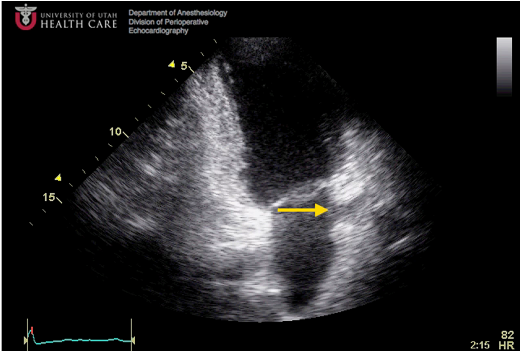 UNIVERSITY OF UTAH
HEALTH CARE
Department of Anesthesiology
Division of Perioperative
Echocardiography
5
10
15
82
2:15 HR